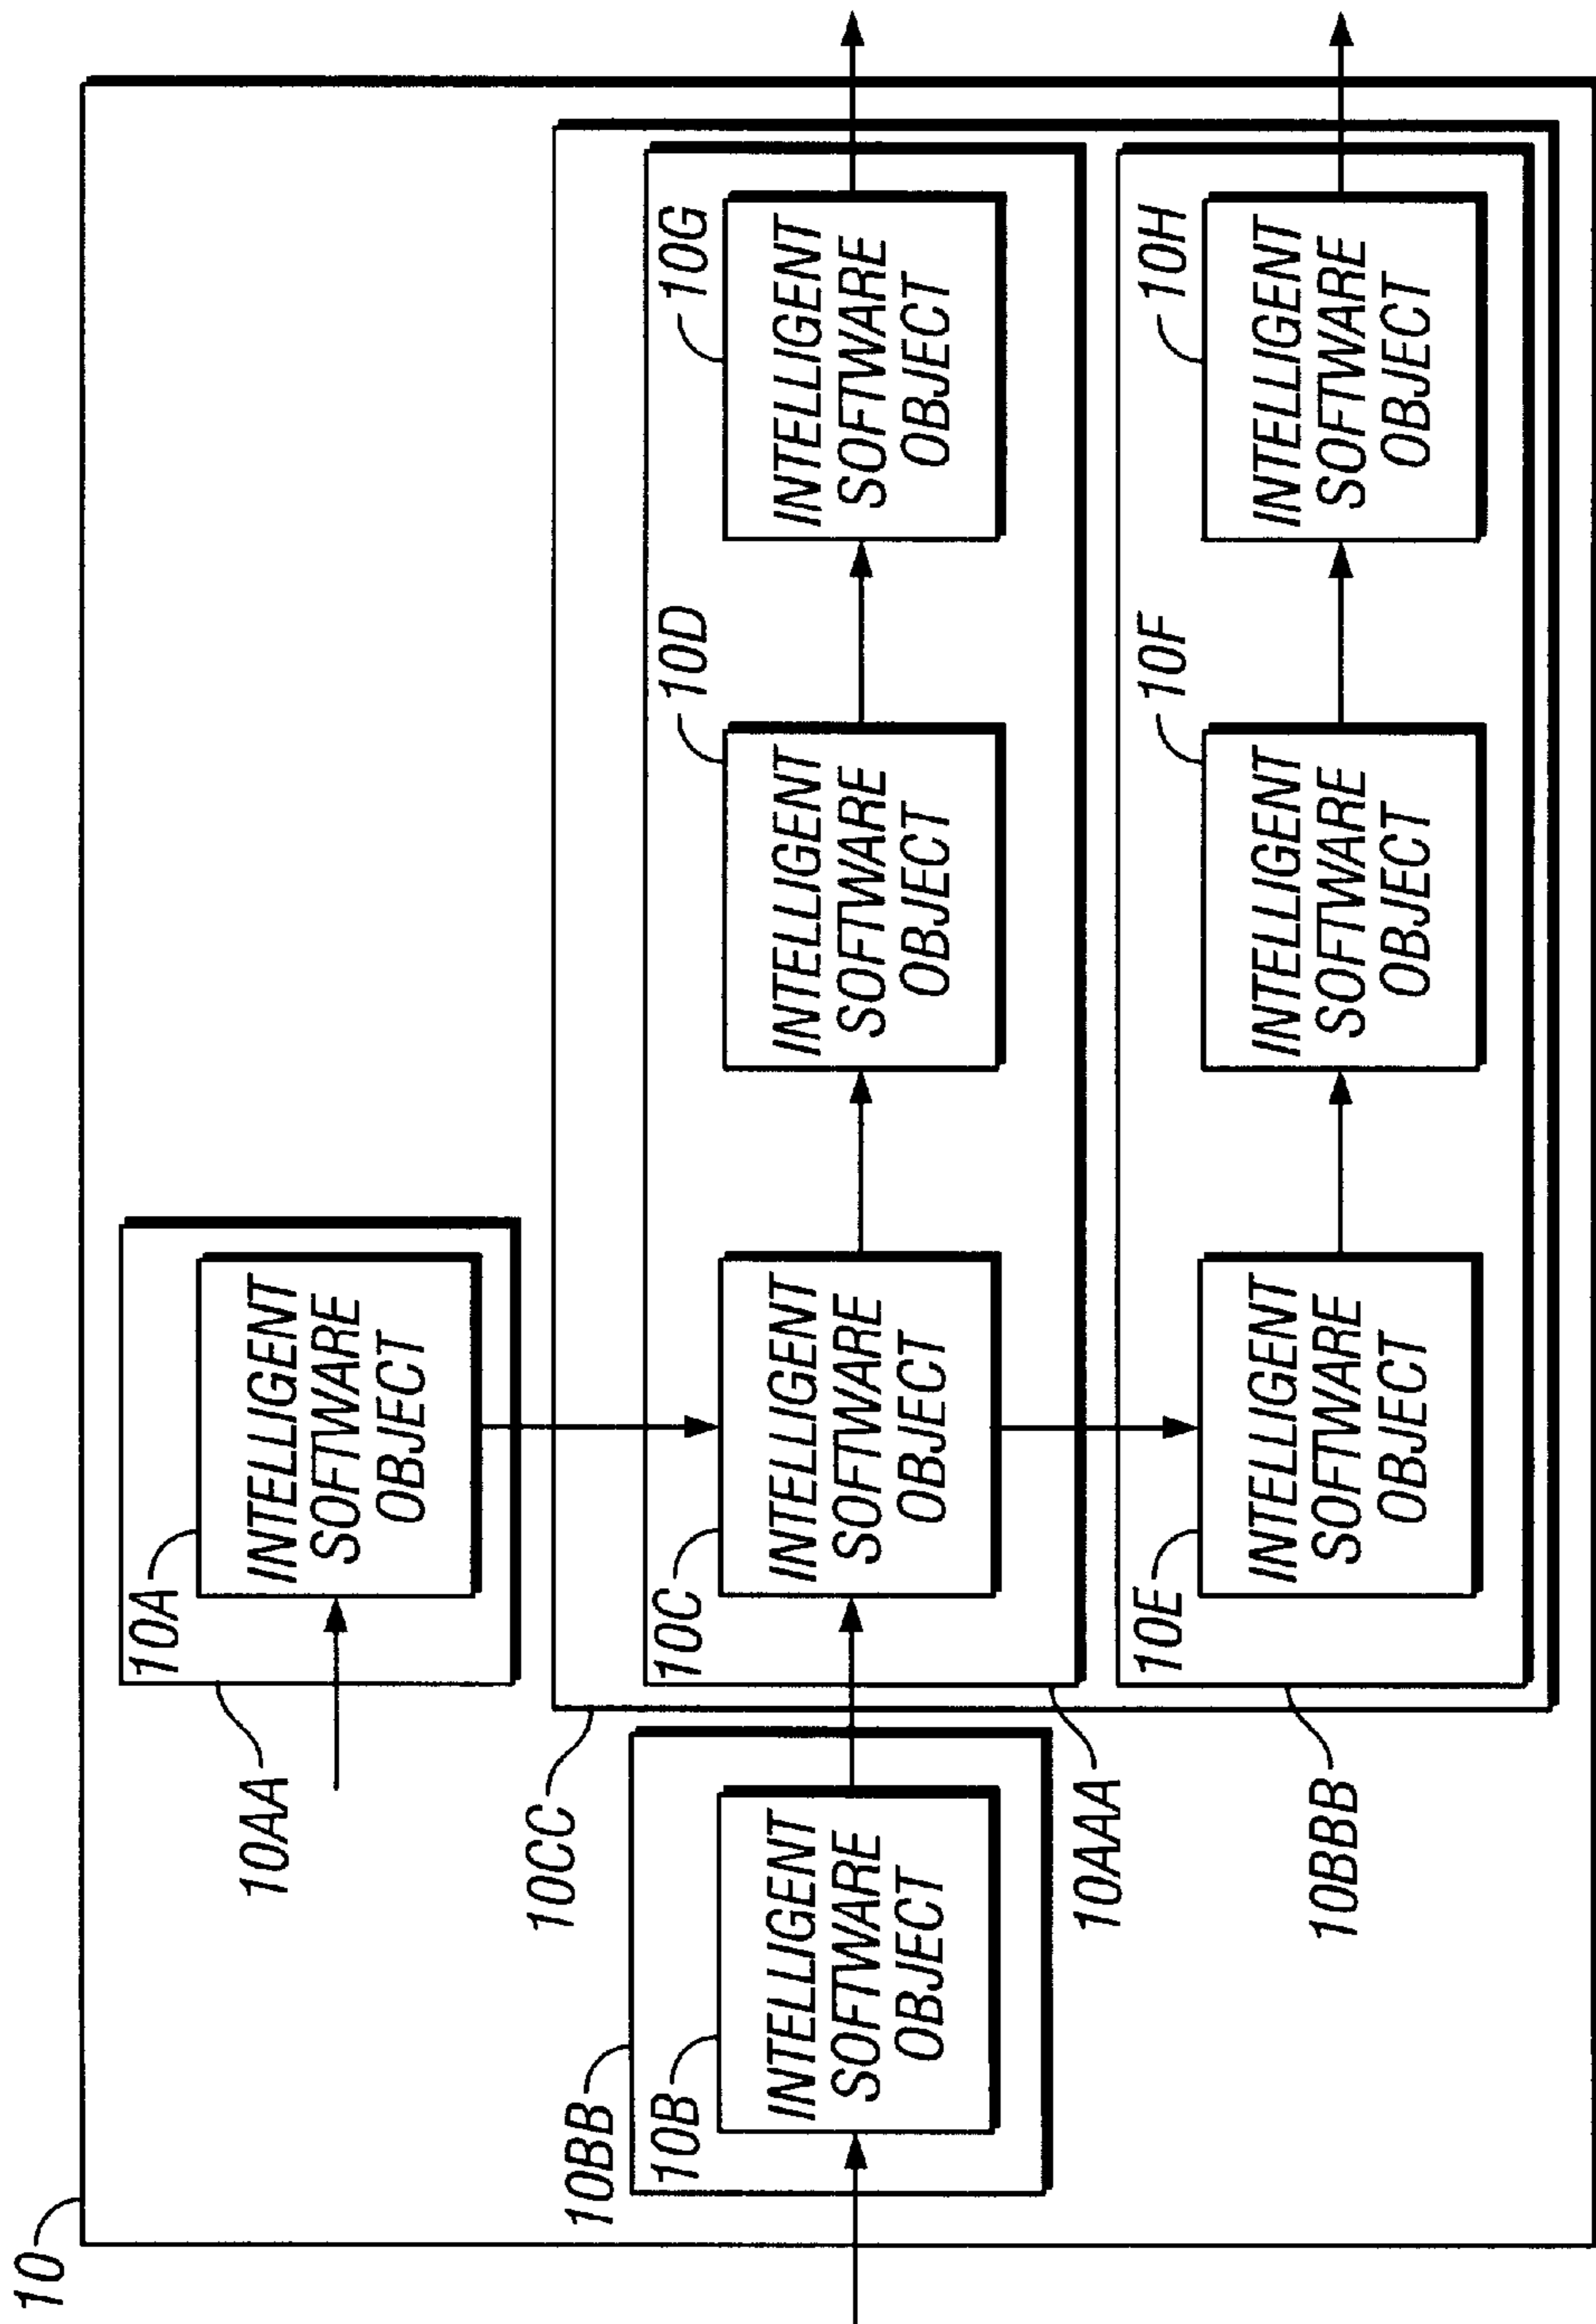 10
10AA
10A
INTELLIGENT
SOFTWARE
OBJECT
10BB
10B
INTELLIGENT
SOFTWARE
OBJECT
10CC
10AAA
10C
INTELLIGENT
SOFTWARE
OBJECT
10D
INTELLIGENT
SOFTWARE
OBJECT
10G
INTELLIGENT
SOFTWARE
OBJECT
10BBB
10E
INTELLIGENT
SOFTWARE
OBJECT
10F
INTELLIGENT
SOFTWARE
OBJECT
10H
INTELLIGENT
SOFTWARE
OBJECT